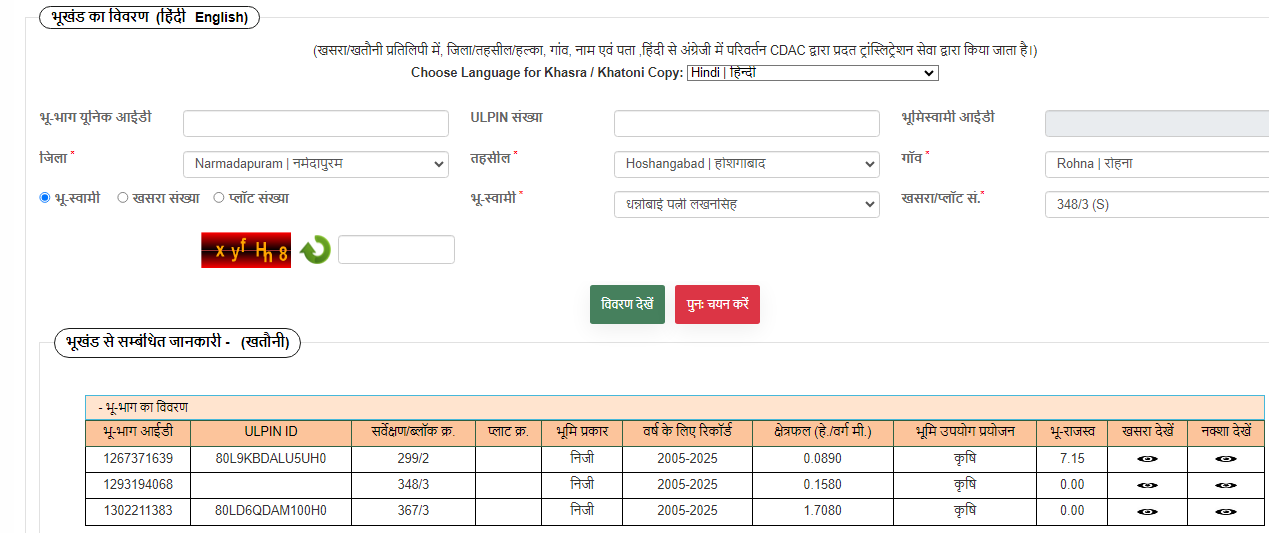 भूखंड का विवरण (हिंदी English)
(खसरा/खतौनी प्रतिलिपी में, जिला/तहसील/हल्का, गांव, नाम एवं पता ,हिंदी से अंग्रेजी में परिवर्तन CDAC द्वारा प्रदत ट्रांस्लिट्रेशन सेवा द्वारा किया जाता है।)
Choose Language for Khasra / Khatoni Copy: Hindi | हिन्दी
भू-भाग यूनिक आईडी ULPIN संख्या भूमिस्वामी आईडी
जिला * Narmadapuram | नर्मदापुरम तहसील * Hoshangabad | होशंगाबाद गाँव * Rohna | रोहना
भू-स्वामी खसरा संख्या प्लॉट संख्या भू-स्वामी * धन्नोबाई पत्नी लखनसिंह खसरा/प्लॉट सं.* 348/3 (S)
x y f H n 8
विवरण देखें पुनः चयन करें
भूखंड से सम्बंधित जानकारी - (खतौनी)
- भू-भाग का विवरण
भू-भाग आईडी ULPIN ID सर्वेक्षण/ब्लॉक क्र. प्लाट क्र. भूमि प्रकार वर्ष के लिए रिकॉर्ड क्षेत्रफल (हे./वर्ग मी.) भूमि उपयोग प्रयोजन भू-राजस्व खसरा देखें नक्शा देखें
1267371639 80L9KBDALU5UH0 299/2 निजी 2005-2025 0.0890 कृषि 7.15
1293194068 348/3 निजी 2005-2025 0.1580 कृषि 0.00
1302211383 80LD6QDAM100H0 367/3 निजी 2005-2025 1.7080 कृषि 0.00